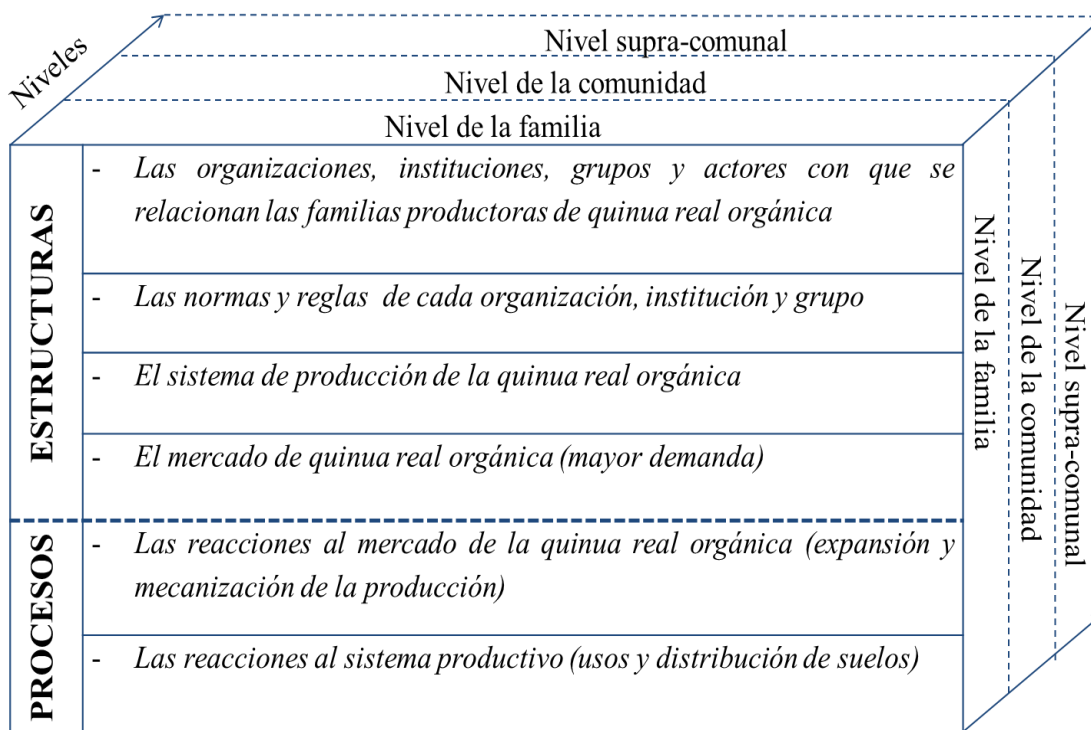 Niveles
Nivel supra-comunal
Nivel de la comunidad
Nivel de la familia
ESTRUCTURAS
- Las organizaciones, instituciones, grupos y actores con que se
relacionan las familias productoras de quinua real orgánica
- Las normas y reglas de cada organización, institución y grupo
- El sistema de producción de la quinua real orgánica
- El mercado de quinua real orgánica (mayor demanda)
PROCESOS
- Las reacciones al mercado de la quinua real orgánica (expansión y
mecanización de la producción)
- Las reacciones al sistema productivo (usos y distribución de suelos)
Nivel de la familia
Nivel de la comunidad
Nivel supra-comunal